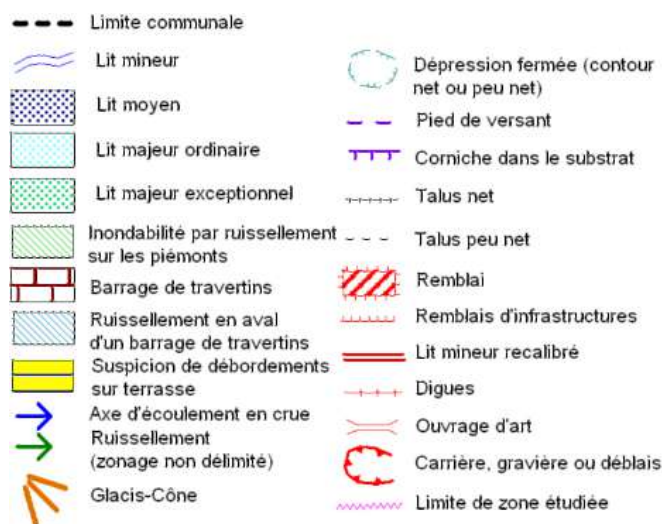 Limite communale
Lit mineur
Lit moyen
Lit majeur ordinaire
Lit majeur exceptionnel
Inondabilité par ruissellement
sur les piémonts
Barrage de travertins
Ruissellement en aval
d'un barrage de travertins
Suspicion de débordements
sur terrasse
Axe d'écoulement en crue
Ruissellement
(zonage non délimité)
Glacis-Cône
Dépression fermée (contour
net ou peu net)
Pied de versant
Corniche dans le substrat
Talus net
Talus peu net
Remblai
Remblais d'infrastructures
Lit mineur recalibré
Digues
Ouvrage d'art
Carrière, gravière ou déblais
Limite de zone étudiée